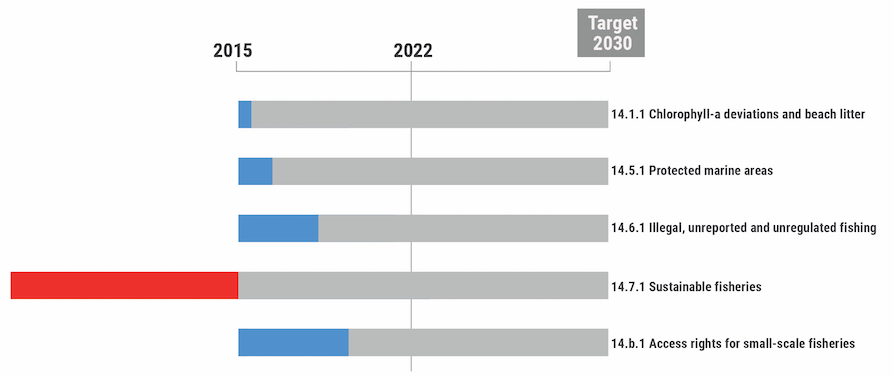 Target
2030
2015
2022
14.1.1 Chlorophyll-a deviations and beach litter
14.5.1 Protected marine areas
14.6.1 Illegal, unreported and unregulated fishing
14.7.1 Sustainable fisheries
14.b.1 Access rights for small-scale fisheries